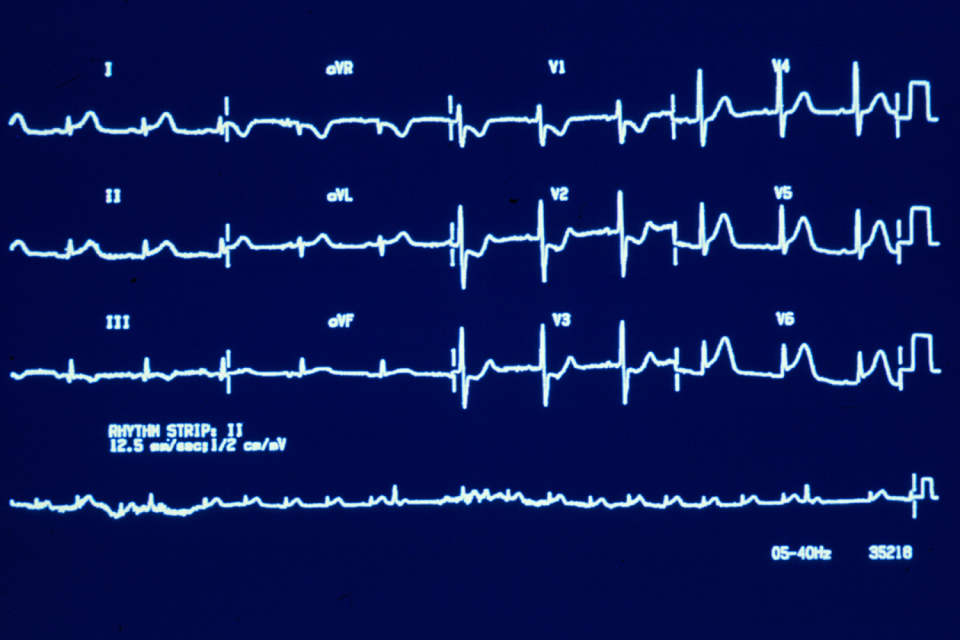 I aVR V1 V4
II aVL V2 V5
III aVF V3 V6
RHYTHM STRIP: II
12.5 mm/sec;1/2 cm/mV
05-40Hz 35218